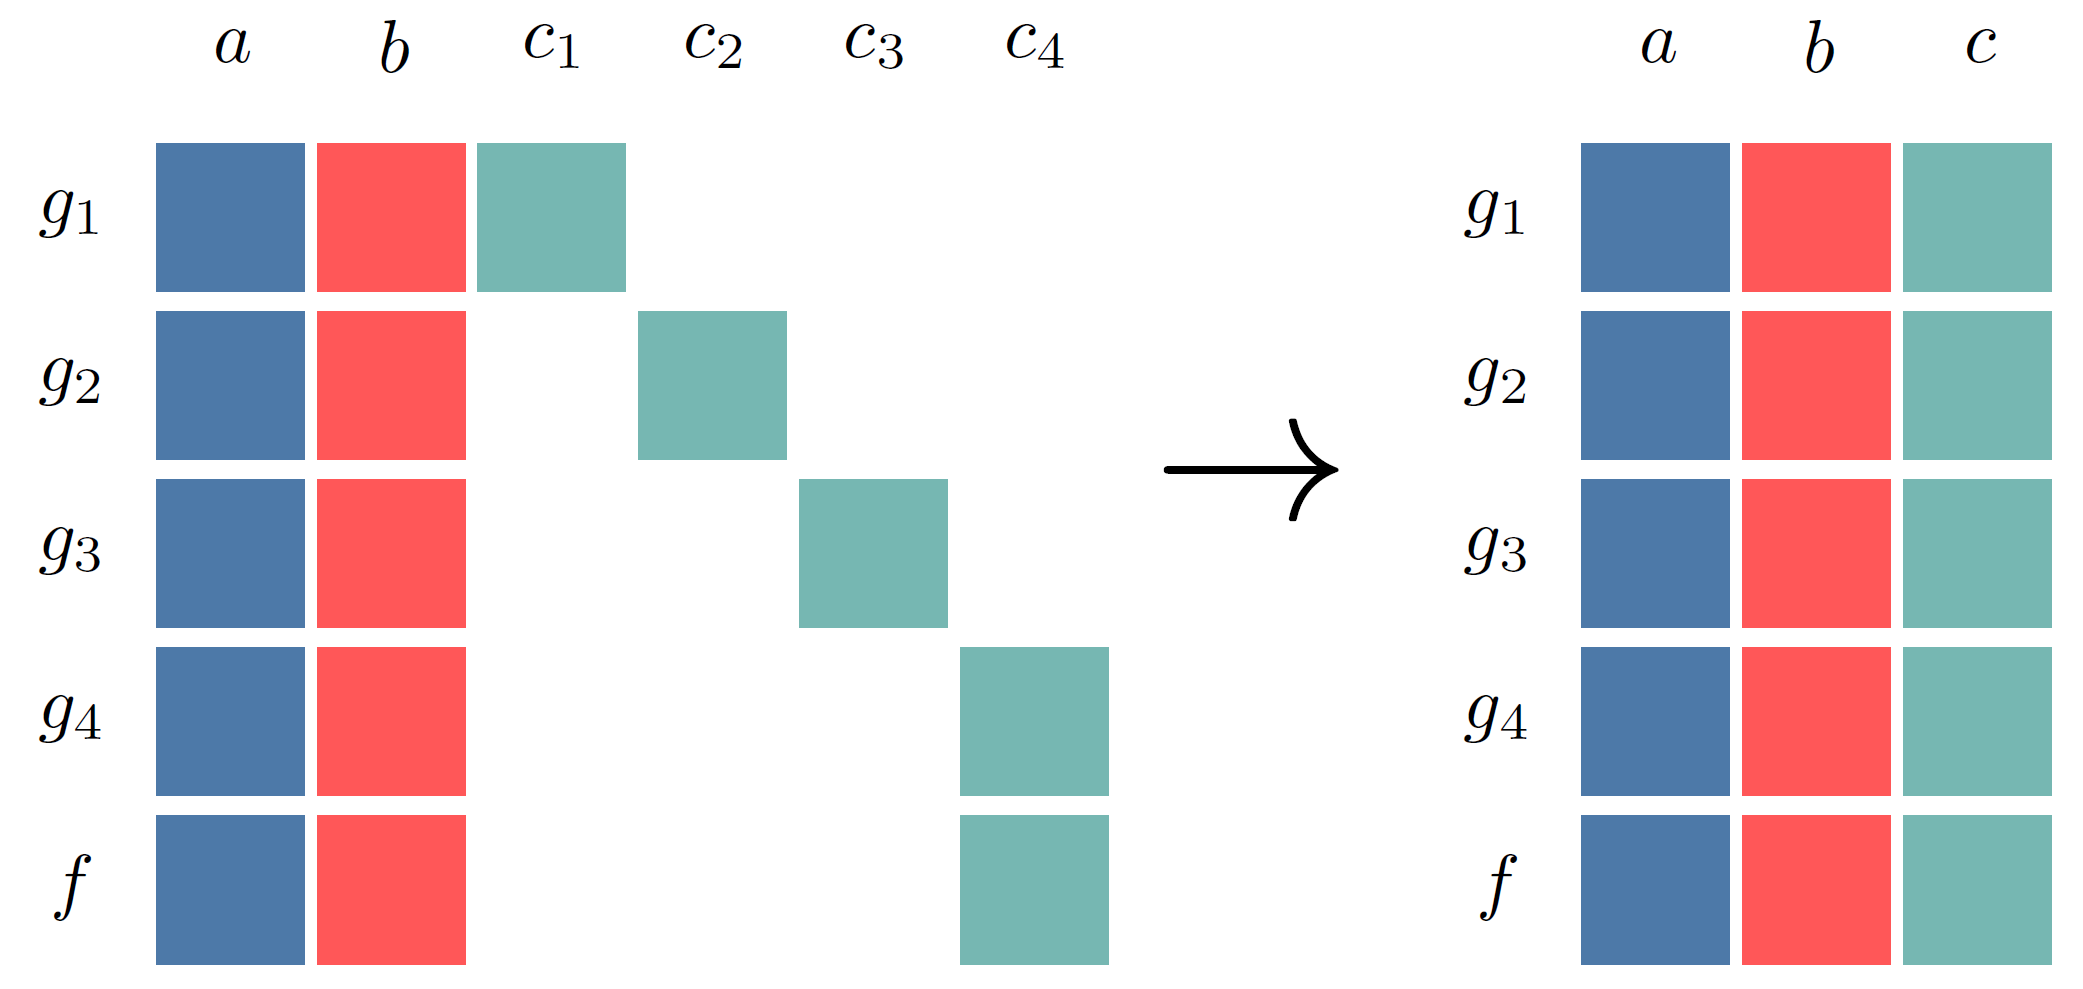 a b c₁ c₂ c₃ c₄ a b c
g₁ g₁
g₂ g₂
→
g₃ g₃
g₄ g₄
f f